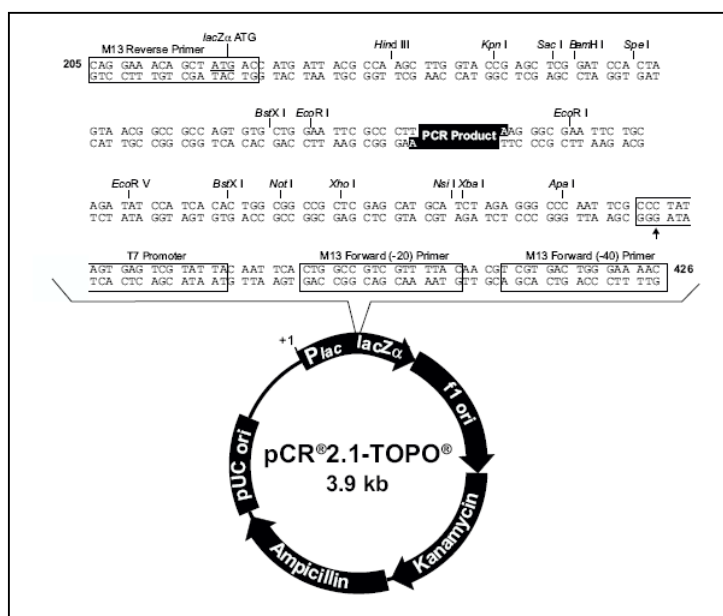 lacZα ATG
M13 Reverse Primer Hind III Kpn I Sac I BamH I Spe I
205 CAG GAA ACA GCT ATG ACC ATG ATT ACG CCA AGC TTG GTA CCG AGC TCG GAT CCA CTA
GTC CTT TGT CGA TAC TGG TAC TAA TGC GGT TCG AAC CAT GGC TCG AGC CTA GGT GAT
BstX I EcoR I EcoR I
GTA ACG GCC GCC AGT GTG CTG GAA TTC GCC CTT PCR Product AAG GGC GAA TTC TGC
CAT TGC CGG CGG TCA CAC GAC CTT AAG CGG GAA TTC CCG CTT AAG ACG
EcoR V BstX I Not I Xho I Nsi I Xba I Apa I
AGA TAT CCA TCA CAC TGG CGG CCG CTC GAG CAT GCA TCT AGA GGG CCC AAT TCG CCC TAT
TCT ATA GGT AGT GTG ACC GCC GGC GAG CTC GTA CGT AGA TCT CCC GGG TTA AGC GGG ATA
T7 Promoter M13 Forward (-20) Primer M13 Forward (-40) Primer
AGT GAG TCG TAT TAC AAT TCA CTG GCC GTC GTT TTA CAA CGT CGT GAC TGG GAA AAC 426
TCA CTC AGC ATA ATG TTA AGT GAC CGG CAG CAA AAT GTT GCA GCA CTG ACC CTT TTG
+1
Plac lacZα
f1 ori
Kanamycin
Ampicillin
pUC ori
pCR®2.1-TOPO®
3.9 kb